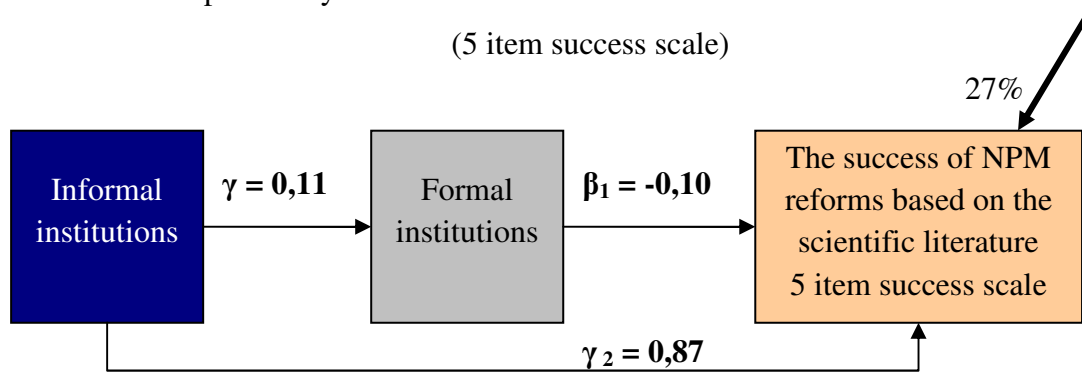 (5 item success scale)
27%
Informal
institutions
γ = 0,11
Formal
institutions
β₁ = -0,10
The success of NPM
reforms based on the
scientific literature
5 item success scale
γ ₂ = 0,87